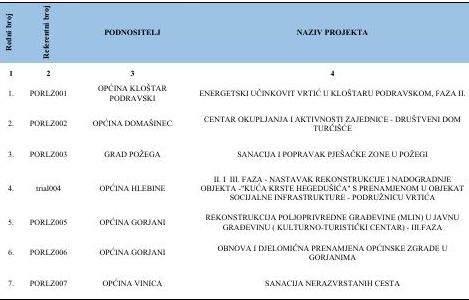 Redni broj Referentni broj PODNOSITELJ NAZIV PROJEKTA
1 2 3 4
1. PORLZ001 OPĆINA KLOŠTAR PODRAVSKI ENERGETSKI UČINKOVIT VRTIĆ U KLOŠTARU PODRAVSKOM, FAZA II.
2. PORLZ002 OPĆINA DOMAŠINEC CENTAR OKUPLJANJA I AKTIVNOSTI ZAJEDNICE - DRUŠTVENI DOM
TURČIŠĆE
3. PORLZ003 GRAD POŽEGA SANACIJA I POPRAVAK PJEŠAČKE ZONE U POŽEGI
II. I III. FAZA - NASTAVAK REKONSTRUKCIJE I NADOGRADNJE
4. trial004 OPĆINA HLEBINE OBJEKTA -"KUĆA KRSTE HEGEDUŠIĆA" S PRENAMJENOM U OBJEKAT
SOCIJALNE INFRASTRUKTURE - PODRUŽNICU VRTIĆA
5. PORLZ005 OPĆINA GORJANI REKONSTRUKCIJA POLJOPRIVREDNE GRAĐEVINE (MLIN) U JAVNU
GRAĐEVINU ( KULTURNO-TURISTIČKI CENTAR) - III.FAZA
6. PORLZ006 OPĆINA GORJANI OBNOVA I DJELOMIČNA PRENAMJENA OPĆINSKE ZGRADE U
GORJANIMA
7. PORLZ007 OPĆINA VINICA SANACIJA NERAZVRSTANIH CESTA